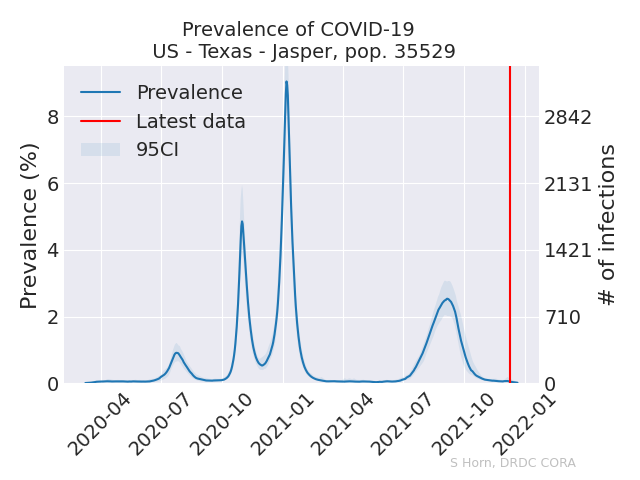 Prevalence of COVID-19
US - Texas - Jasper, pop. 35529
Prevalence
Latest data
95CI
Prevalence (%)
8
6
4
2
0
2842
2131
1421
710
0
# of infections
2020-04
2020-07
2020-10
2021-01
2021-04
2021-07
2021-10
2022-01
S Horn, DRDC CORA